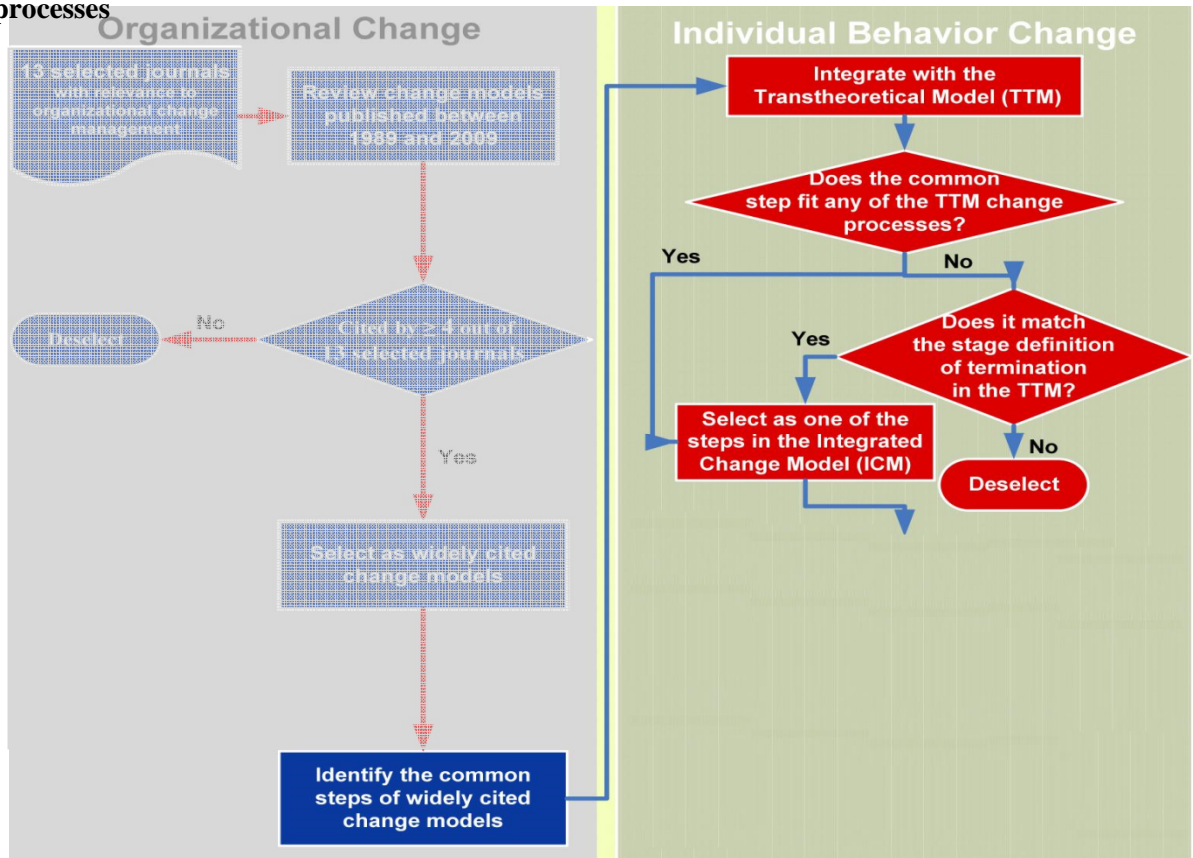 processes
Organizational Change
13 selected journals
with relevance to
organizational change
management
Review change models
published between
1989 and 2009
Cited by ≥ 4 out of
13 selected journals
No
Deselect
Yes
Select as widely cited
change models
Identify the common
steps of widely cited
change models
Individual Behavior Change
Integrate with the
Transtheoretical Model (TTM)
Does the common
step fit any of the TTM change
processes?
Yes
No
Does it match
the stage definition
of termination
in the TTM?
Yes
Select as one of the
steps in the Integrated
Change Model (ICM)
No
Deselect